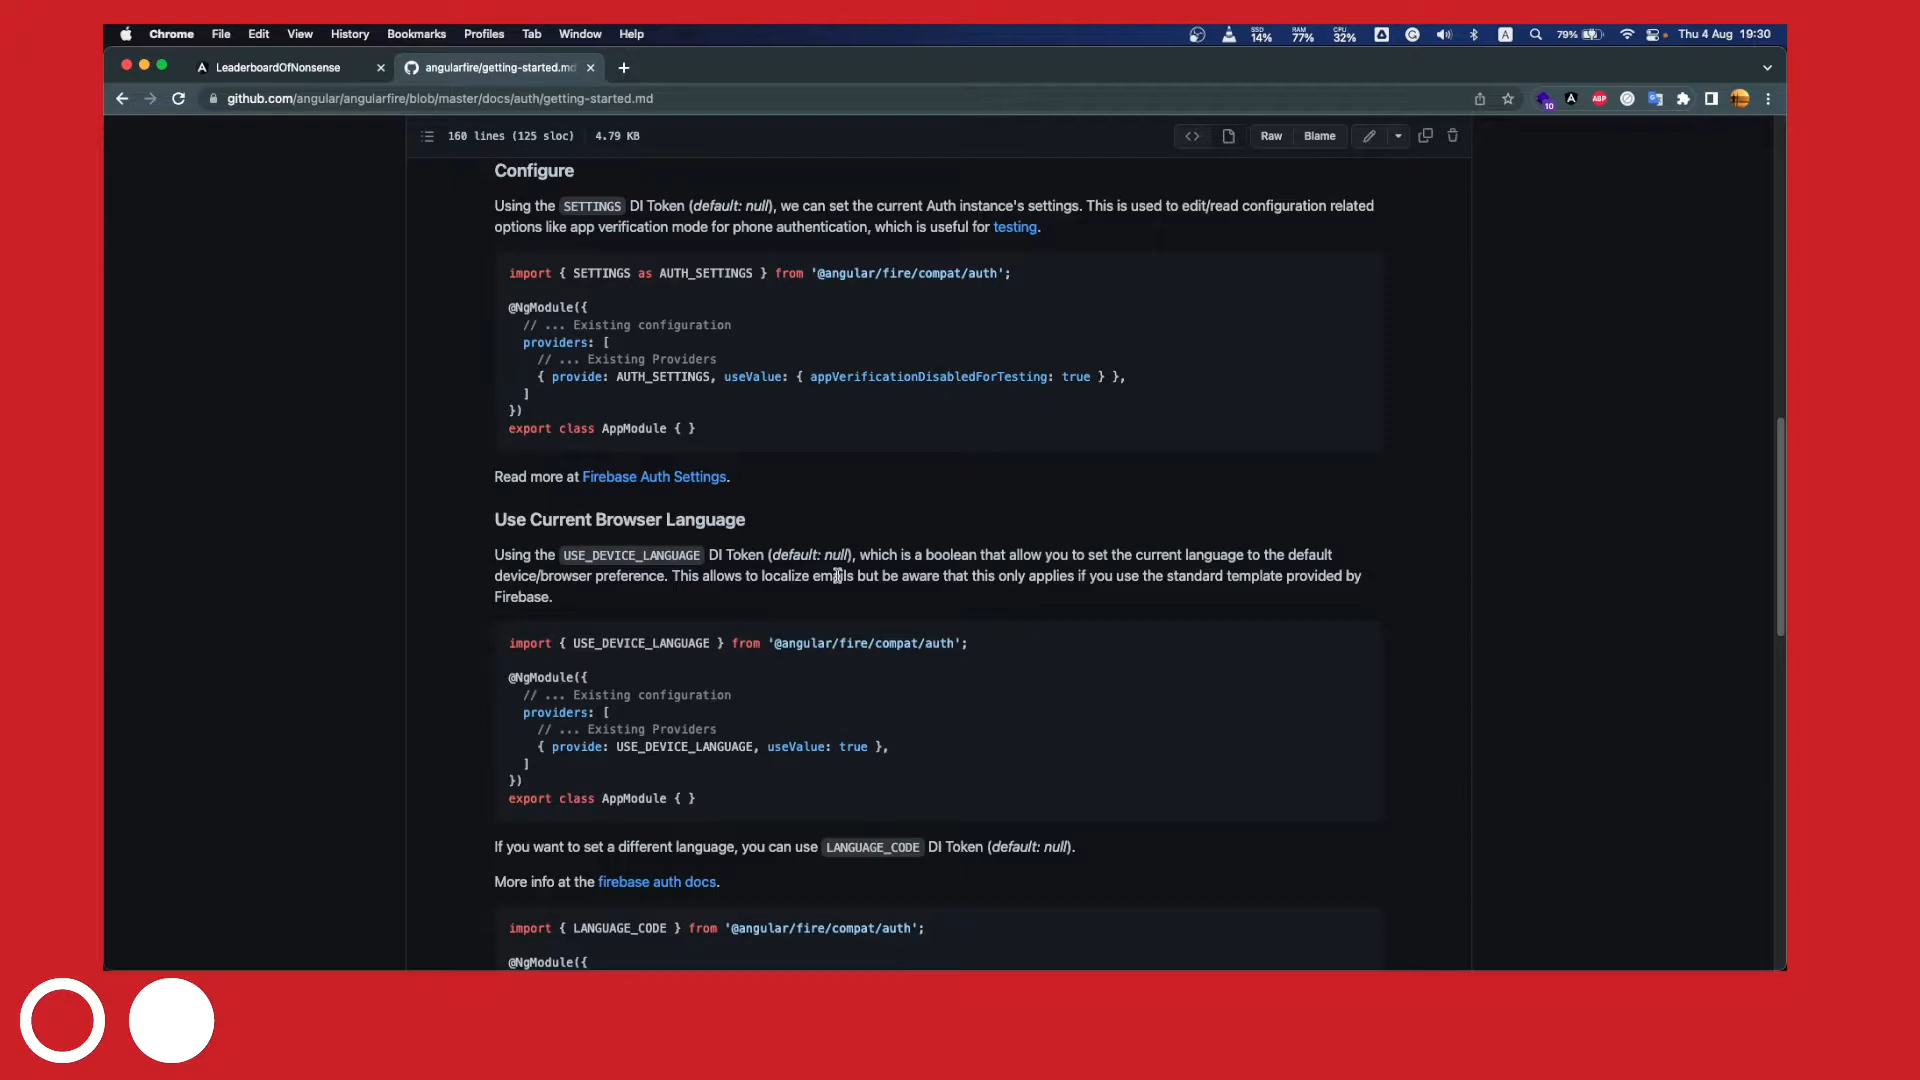 Chrome File Edit View History Bookmarks Profiles Tab Window Help SSD 14% RAM 77% CPU 32% A 79% Thu 4 Aug 19:30
LeaderboardOfNonsense angularfire/getting-started.md
github.com/angular/angularfire/blob/master/docs/auth/getting-started.md 10 ABP
160 lines (125 sloc) 4.79 KB Raw Blame
Configure
Using the SETTINGS DI Token (default: null), we can set the current Auth instance's settings. This is used to edit/read configuration related
options like app verification mode for phone authentication, which is useful for testing.
import { SETTINGS as AUTH_SETTINGS } from '@angular/fire/compat/auth';
@NgModule({
// ... Existing configuration
providers: [
// ... Existing Providers
{ provide: AUTH_SETTINGS, useValue: { appVerificationDisabledForTesting: true } },
]
})
export class AppModule { }
Read more at Firebase Auth Settings.
Use Current Browser Language
Using the USE_DEVICE_LANGUAGE DI Token (default: null), which is a boolean that allow you to set the current language to the default
device/browser preference. This allows to localize emails but be aware that this only applies if you use the standard template provided by
Firebase.
import { USE_DEVICE_LANGUAGE } from '@angular/fire/compat/auth';
@NgModule({
// ... Existing configuration
providers: [
// ... Existing Providers
{ provide: USE_DEVICE_LANGUAGE, useValue: true },
]
})
export class AppModule { }
If you want to set a different language, you can use LANGUAGE_CODE DI Token (default: null).
More info at the firebase auth docs.
import { LANGUAGE_CODE } from '@angular/fire/compat/auth';
@NgModule({